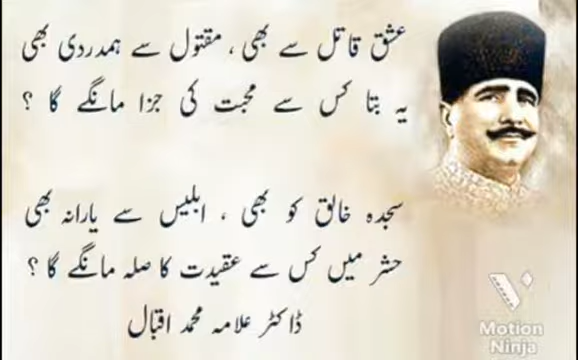 عشق قاتل سے بھی ، مقتول سے ہمدردی بھی
یہ بتا کس سے محبت کی جزا مانگے گا ؟
سجدہ خالق کو بھی ، ابلیس سے یارانہ بھی
حشر میں کس سے عقیدت کا صلہ مانگے گا ؟
ڈاکٹر علامہ محمد اقبال
Motion
Ninja